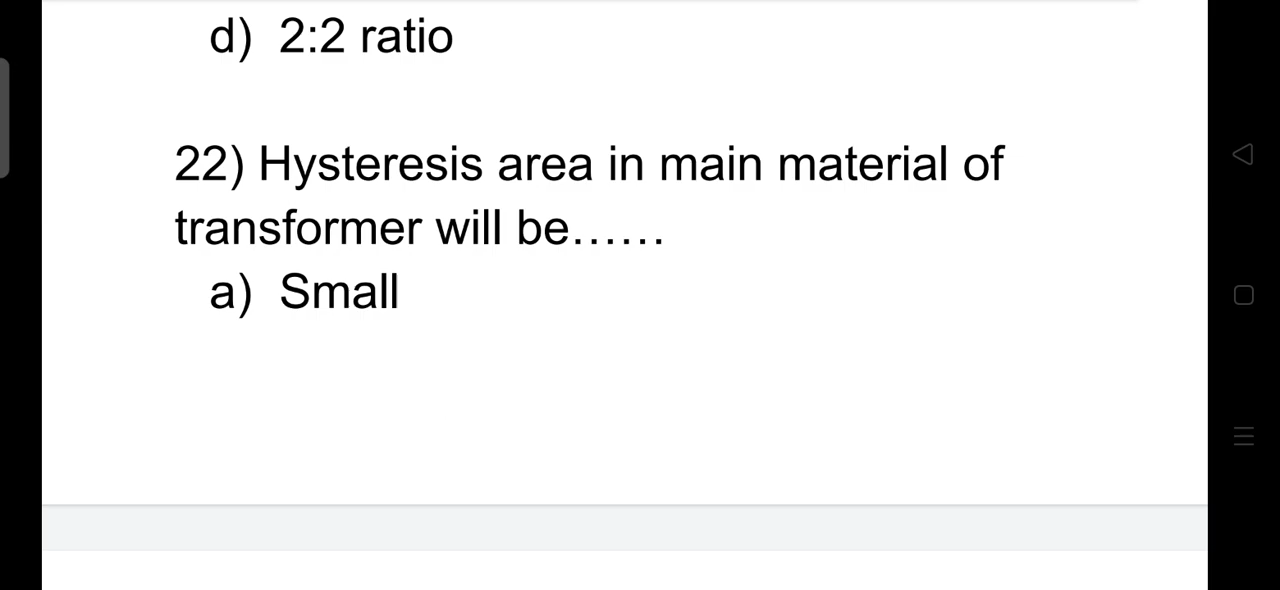 d) 2:2 ratio
22) Hysteresis area in main material of
transformer will be......
a) Small